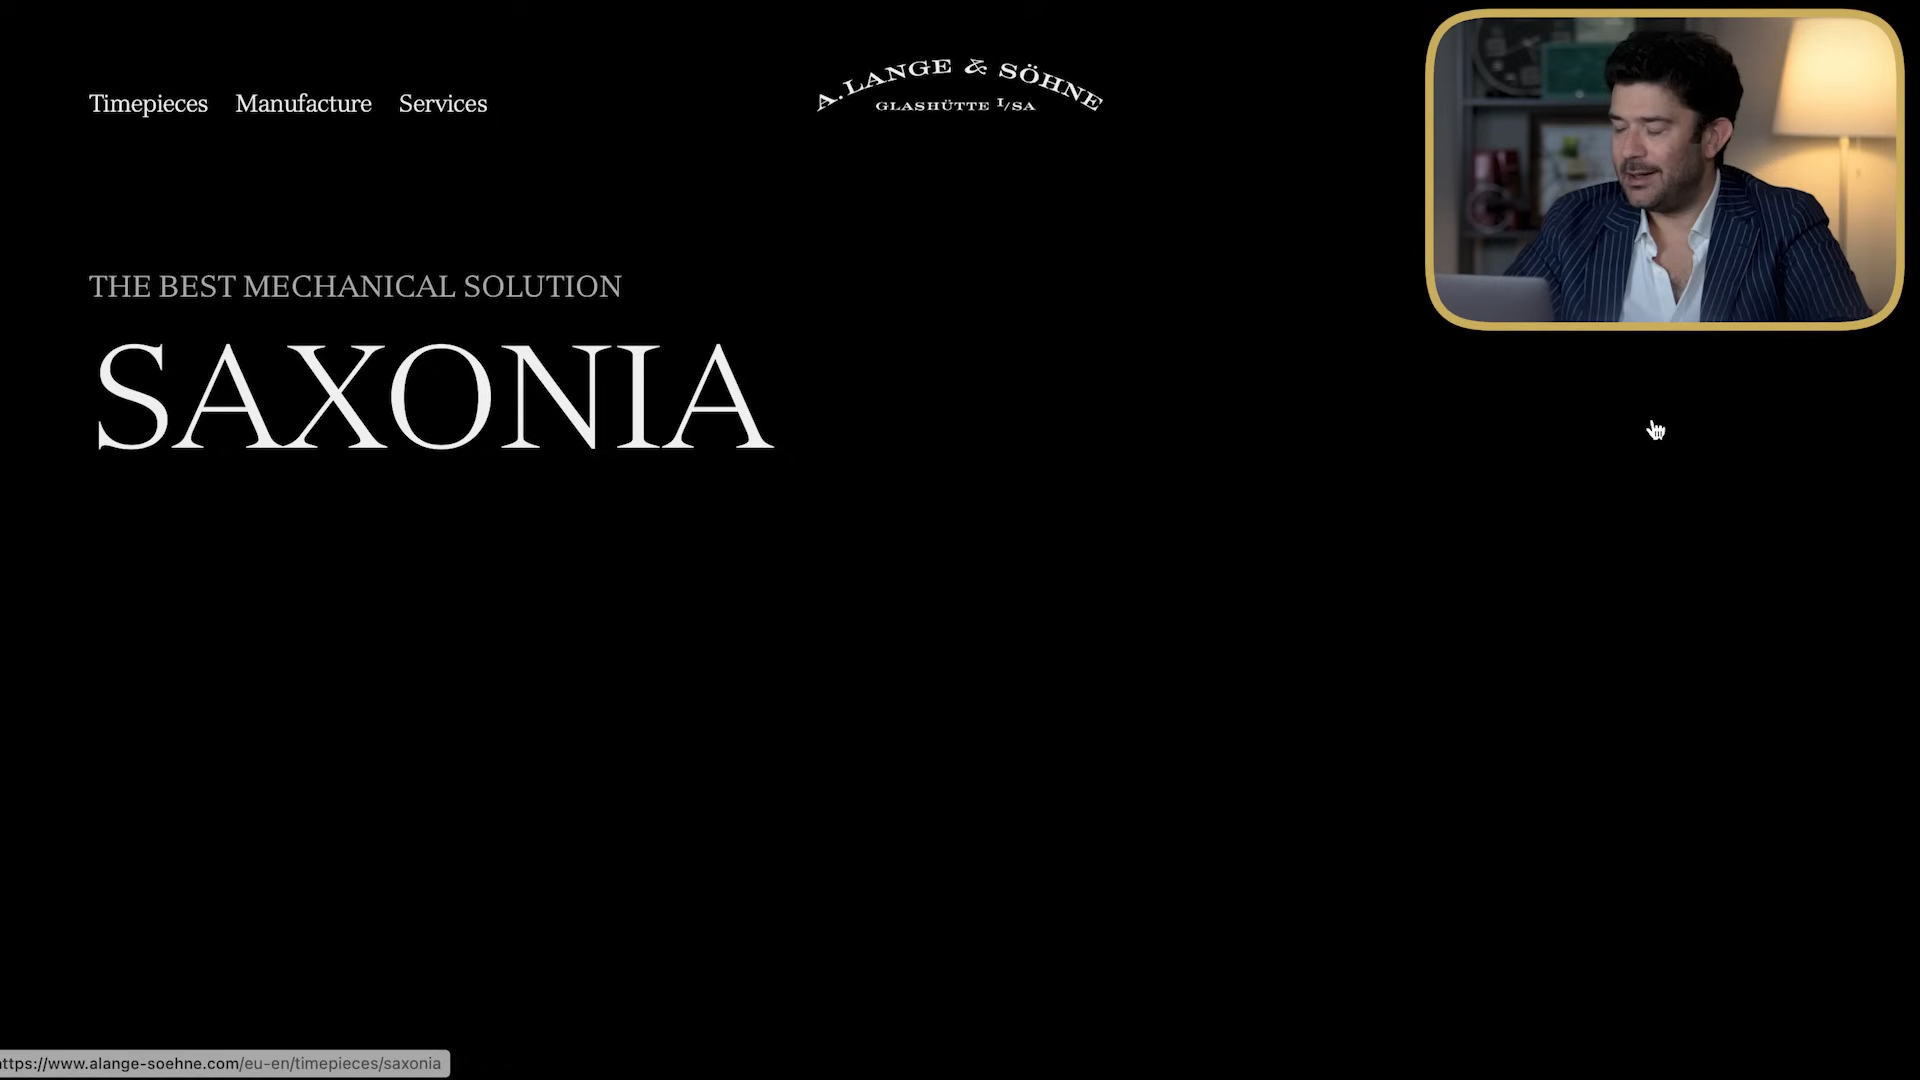 Timepieces Manufacture Services
A. LANGE & SÖHNE
GLASHÜTTE I/SA
THE BEST MECHANICAL SOLUTION
SAXONIA
https://www.alange-soehne.com/eu-en/timepieces/saxonia